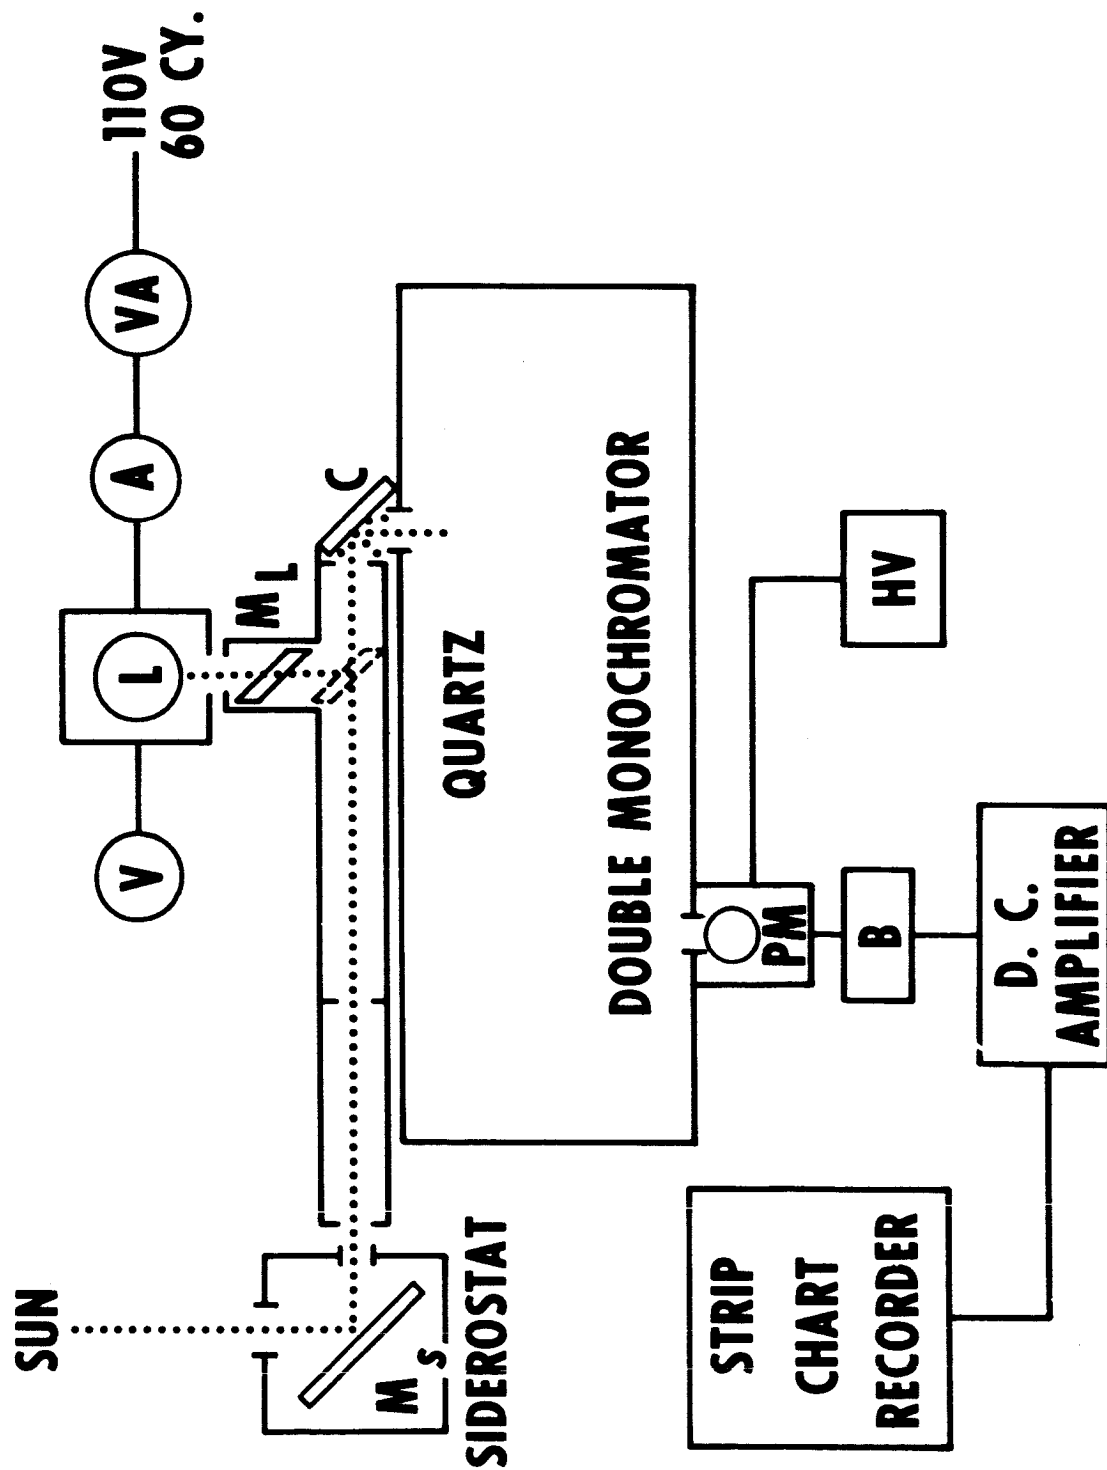 SUN
M S
SIDEROSTAT
V
L
A
VA
110V
60 CY.
M L
C
QUARTZ
DOUBLE MONOCHROMATOR
PM
HV
B
D. C.
AMPLIFIER
STRIP
CHART
RECORDER